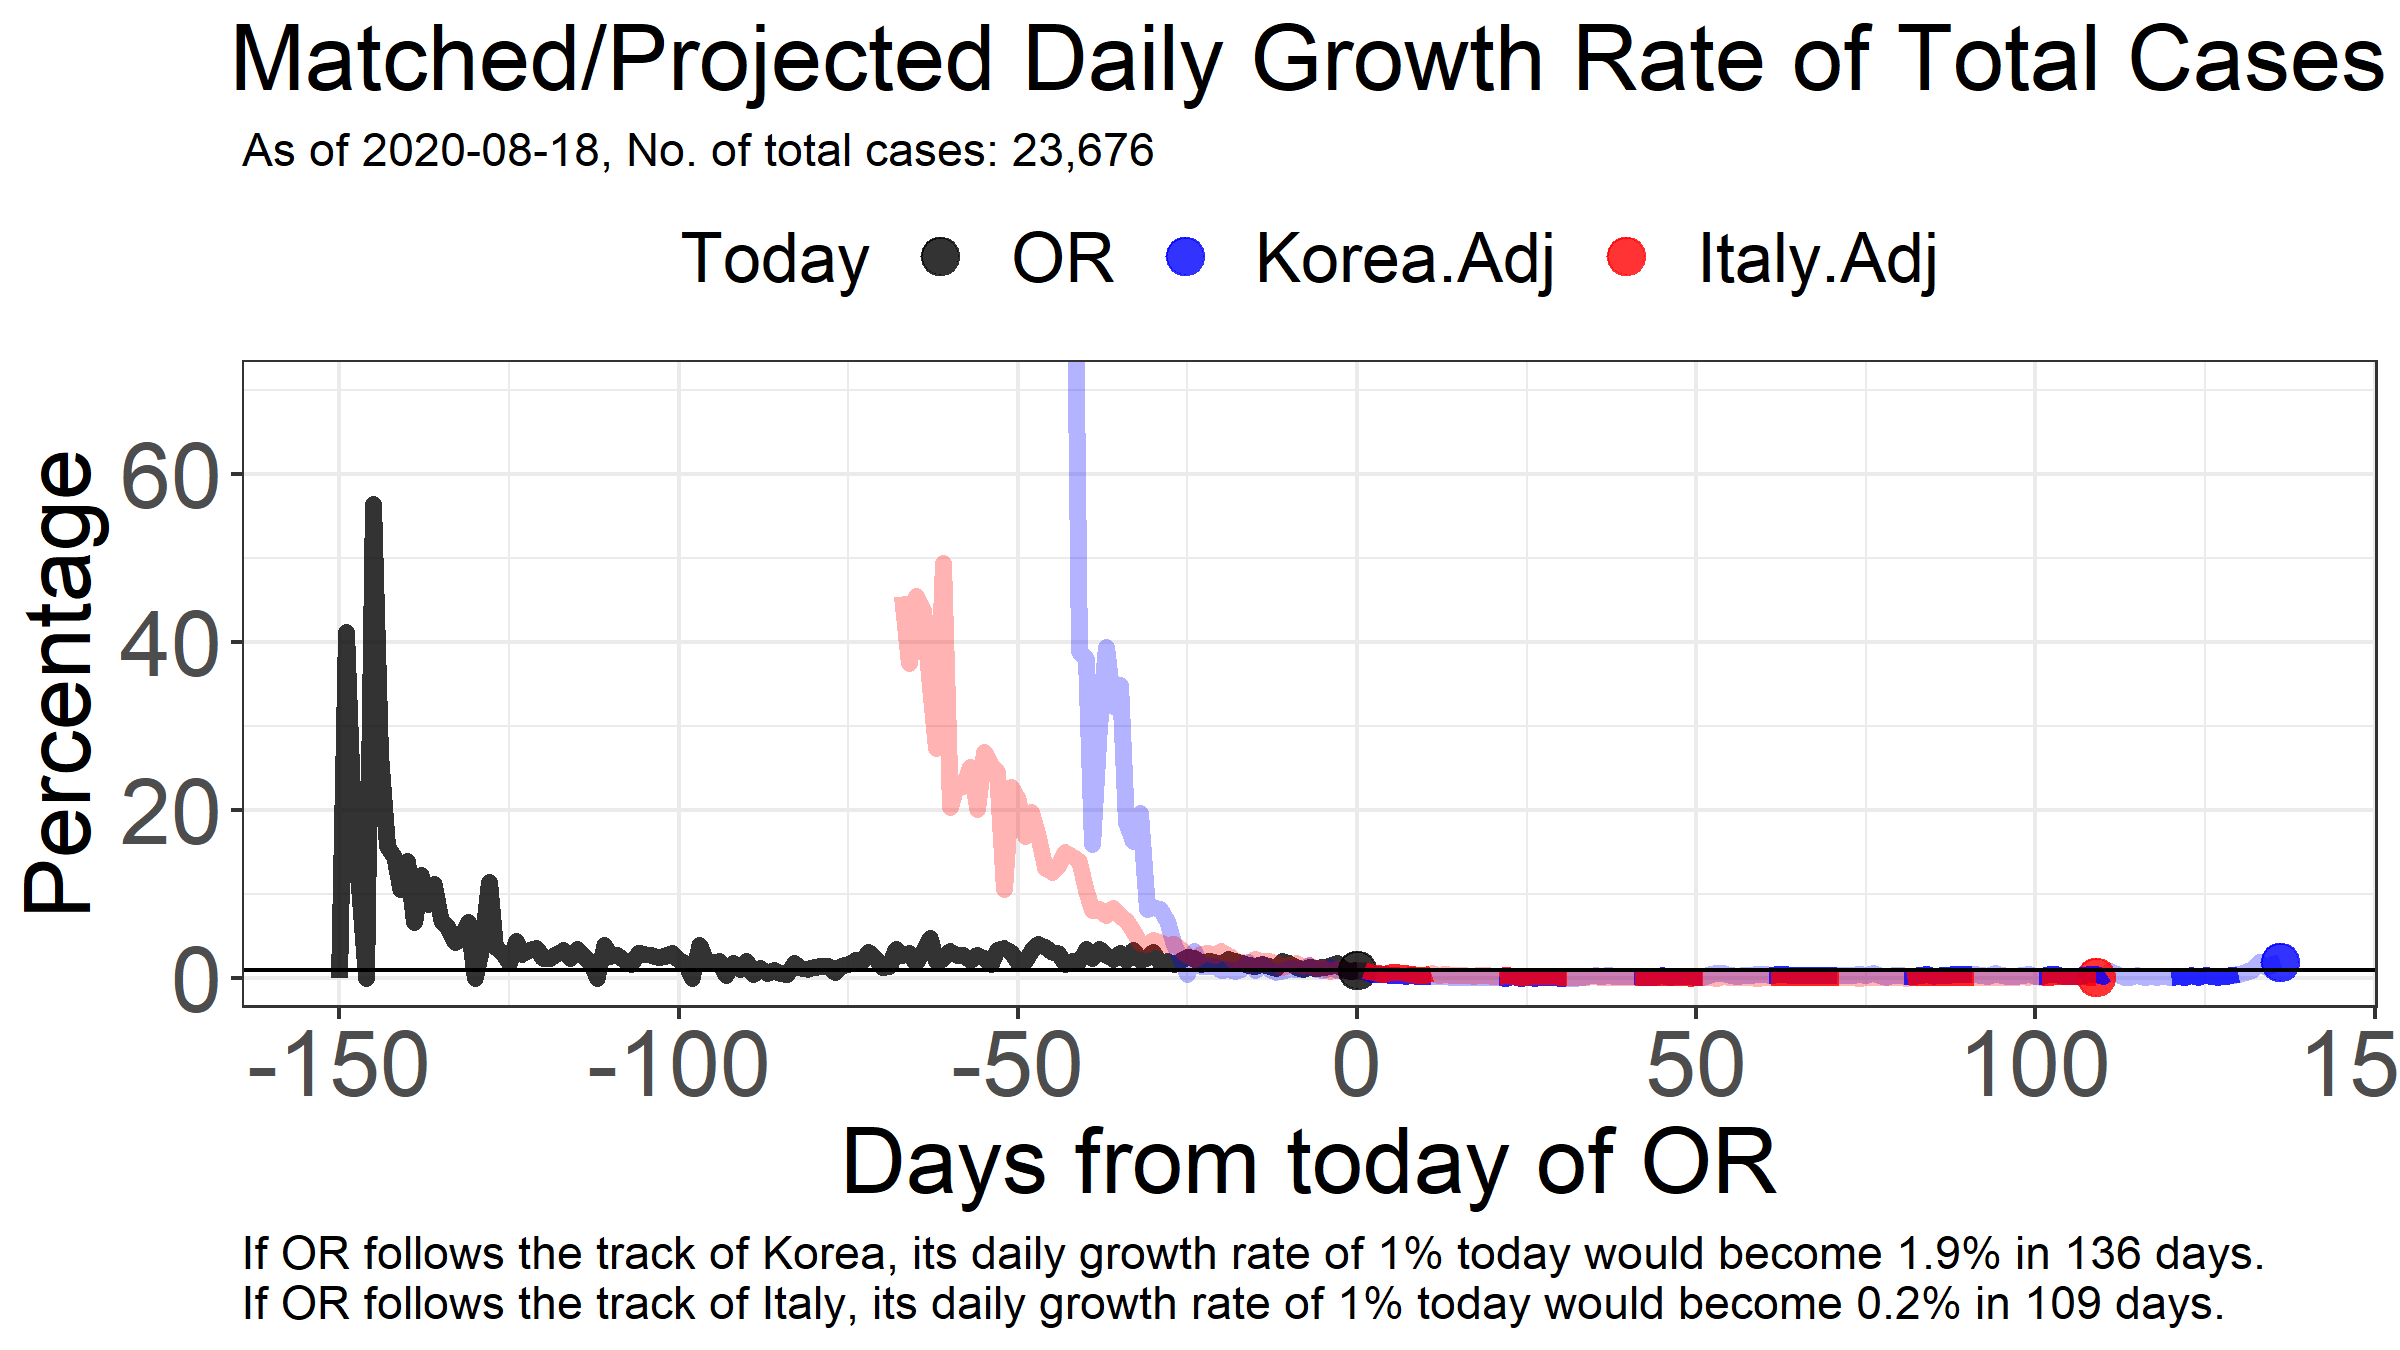 Matched/Projected Daily Growth Rate of Total Cases
As of 2020-08-18, No. of total cases: 23,676
Today OR Korea.Adj Italy.Adj
Percentage
60
40
20
0
-150 -100 -50 0 50 100 15
Days from today of OR
If OR follows the track of Korea, its daily growth rate of 1% today would become 1.9% in 136 days.
If OR follows the track of Italy, its daily growth rate of 1% today would become 0.2% in 109 days.